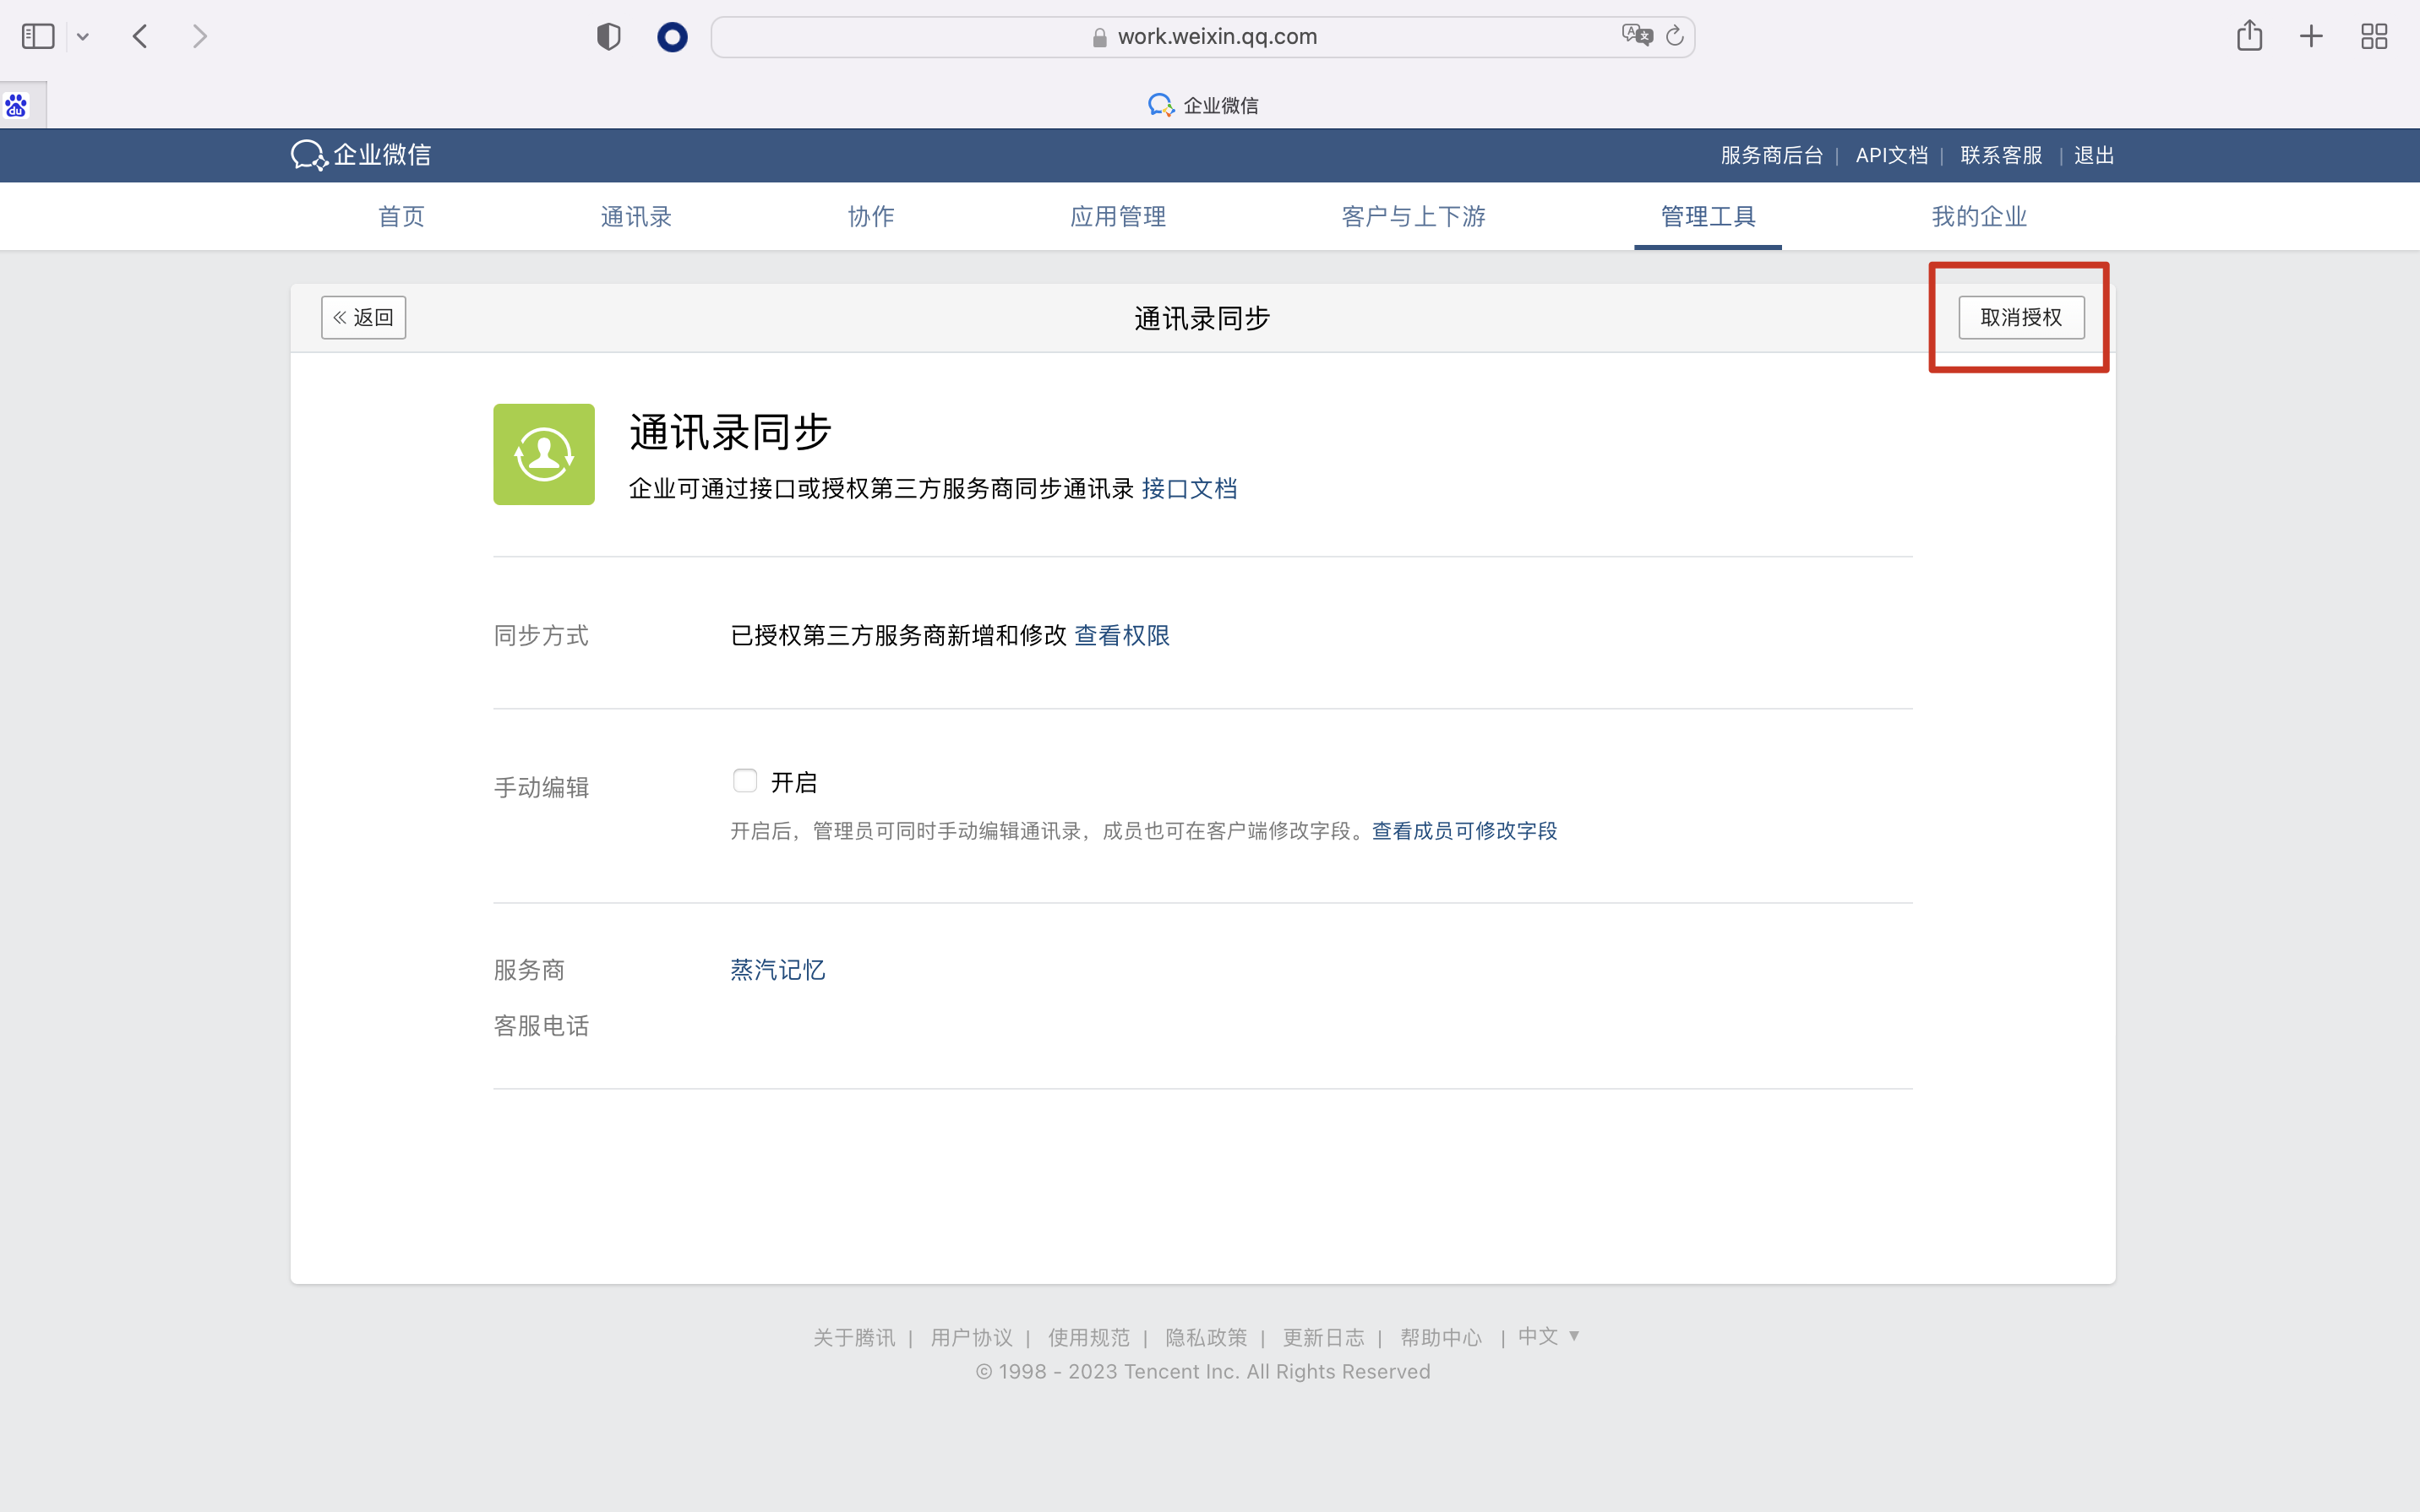 work.weixin.qq.com
企业微信
企业微信
服务商后台 | API文档 | 联系客服 | 退出
首页 通讯录 协作 应用管理 客户与上下游 管理工具 我的企业
« 返回 通讯录同步 取消授权
通讯录同步
企业可通过接口或授权第三方服务商同步通讯录 接口文档
同步方式 已授权第三方服务商新增和修改 查看权限
手动编辑 开启
开启后，管理员可同时手动编辑通讯录，成员也可在客户端修改字段。查看成员可修改字段
服务商 蒸汽记忆
客服电话
关于腾讯 | 用户协议 | 使用规范 | 隐私政策 | 更新日志 | 帮助中心 | 中文 ▼
© 1998 - 2023 Tencent Inc. All Rights Reserved